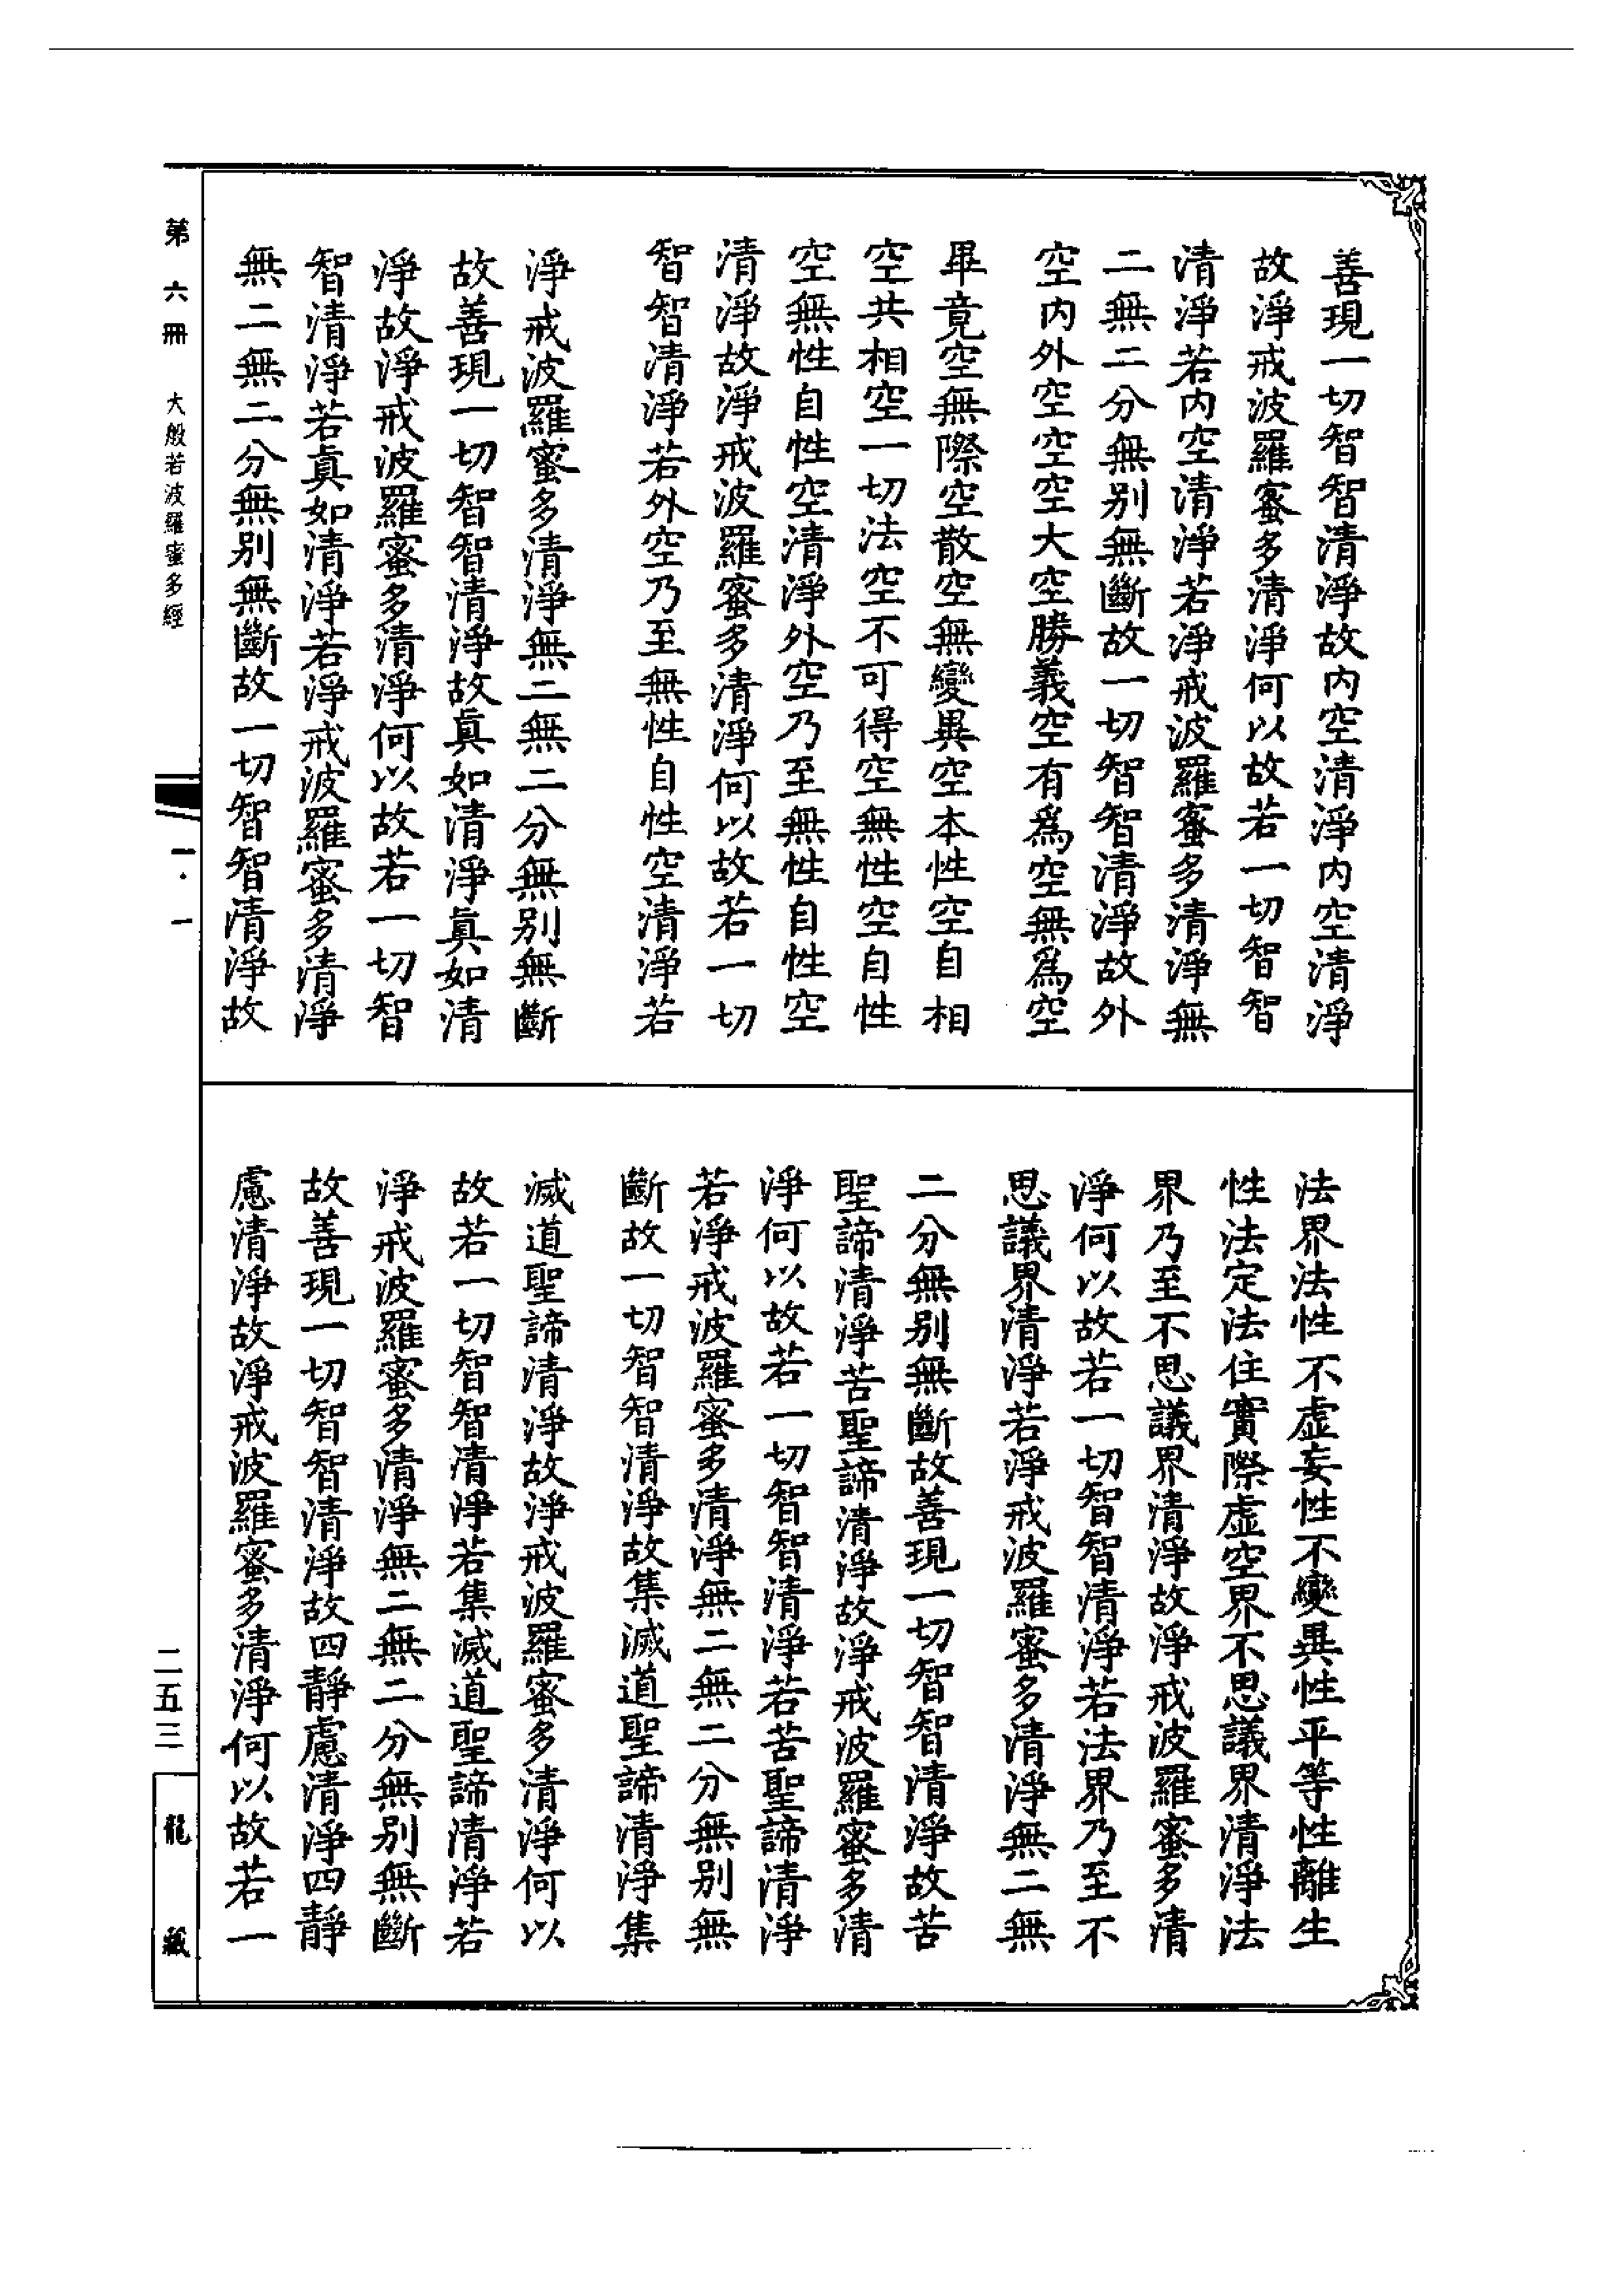 善現一切智智清淨故內空清淨內空清淨
故淨戒波羅蜜多清淨何以故若一切智智
清淨若內空清淨若淨戒波羅蜜多清淨無
二無二分無別無斷故一切智智清淨故外
空內外空空空大空勝義空有為空無為空
畢竟空無際空散空無變異空本性空自相
空共相空一切法空不可得空無性空自性
空無性自性空清淨外空乃至無性自性空
清淨故淨戒波羅蜜多清淨何以故若一切
智智清淨若外空乃至無性自性空清淨若
淨戒波羅蜜多清淨無二無二分無別無斷
故善現一切智智清淨故真如清淨真如清
淨故淨戒波羅蜜多清淨何以故若一切智
智清淨若真如清淨若淨戒波羅蜜多清淨
無二無二分無別無斷故一切智智清淨故
法界法性不虛妄性不變異性平等性離生
性法定法住實際虛空界不思議界清淨法
界乃至不思議界清淨故淨戒波羅蜜多清
淨何以故若一切智智清淨若法界乃至不
思議界清淨若淨戒波羅蜜多清淨無二無
二分無別無斷故善現一切智智清淨故苦
聖諦清淨苦聖諦清淨故淨戒波羅蜜多清
淨何以故若一切智智清淨若苦聖諦清淨
若淨戒波羅蜜多清淨無二無二分無別無
斷故一切智智清淨故集滅道聖諦清淨集
滅道聖諦清淨故淨戒波羅蜜多清淨何以
故若一切智智清淨若集滅道聖諦清淨若
淨戒波羅蜜多清淨無二無二分無別無斷
故善現一切智智清淨故四靜慮清淨四靜
慮清淨故淨戒波羅蜜多清淨何以故若一
第六冊 大般若波羅蜜多經
一·一
二五三
龍藏